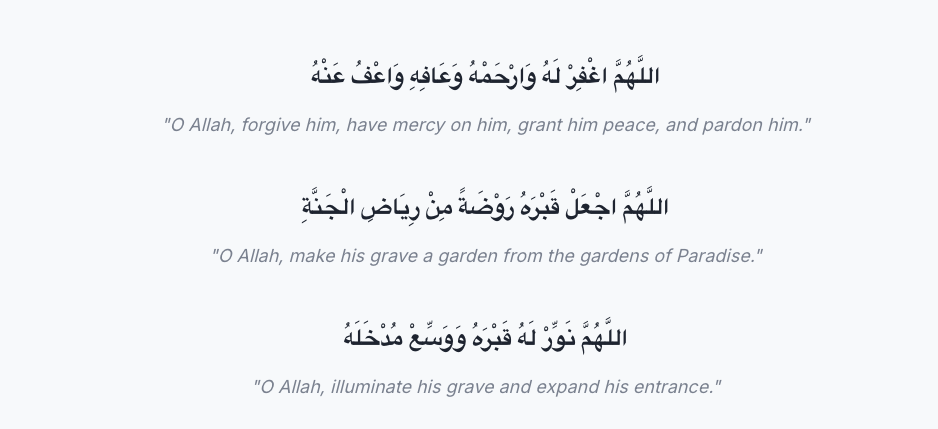 اللَّهُمَّ اغْفِرْ لَهُ وَارْحَمْهُ وَعَافِهِ وَاعْفُ عَنْهُ
"O Allah, forgive him, have mercy on him, grant him peace, and pardon him."
اللَّهُمَّ اجْعَلْ قَبْرَهُ رَوْضَةً مِنْ رِيَاضِ الْجَنَّةِ
"O Allah, make his grave a garden from the gardens of Paradise."
اللَّهُمَّ نَوِّرْ لَهُ قَبْرَهُ وَوَسِّعْ مُدْخَلَهُ
"O Allah, illuminate his grave and expand his entrance."